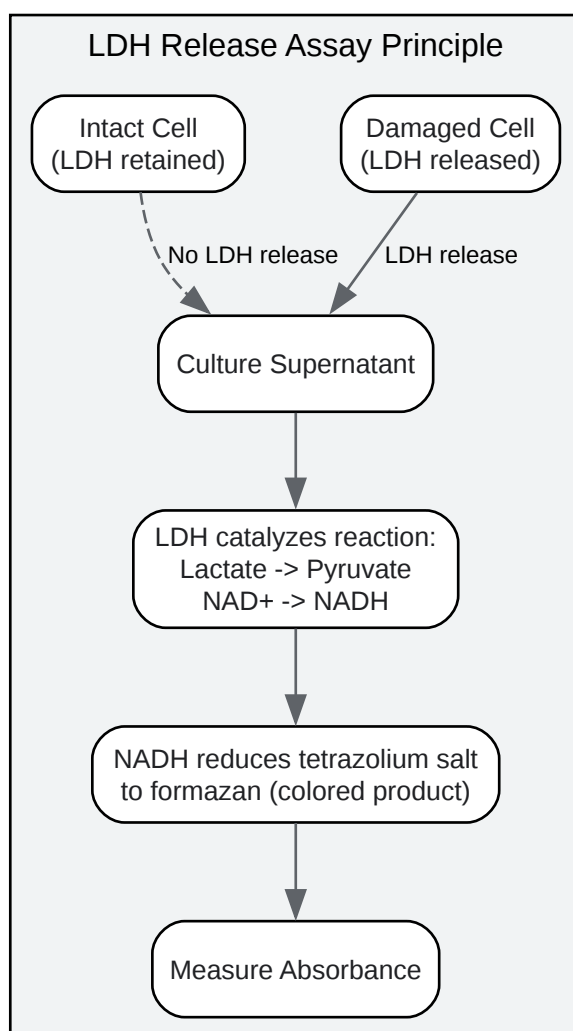 LDH Release Assay Principle
Intact Cell
(LDH retained)
Damaged Cell
(LDH released)
No LDH release
LDH release
Culture Supernatant
LDH catalyzes reaction:
Lactate -> Pyruvate
NAD+ -> NADH
NADH reduces tetrazolium salt
to formazan (colored product)
Measure Absorbance